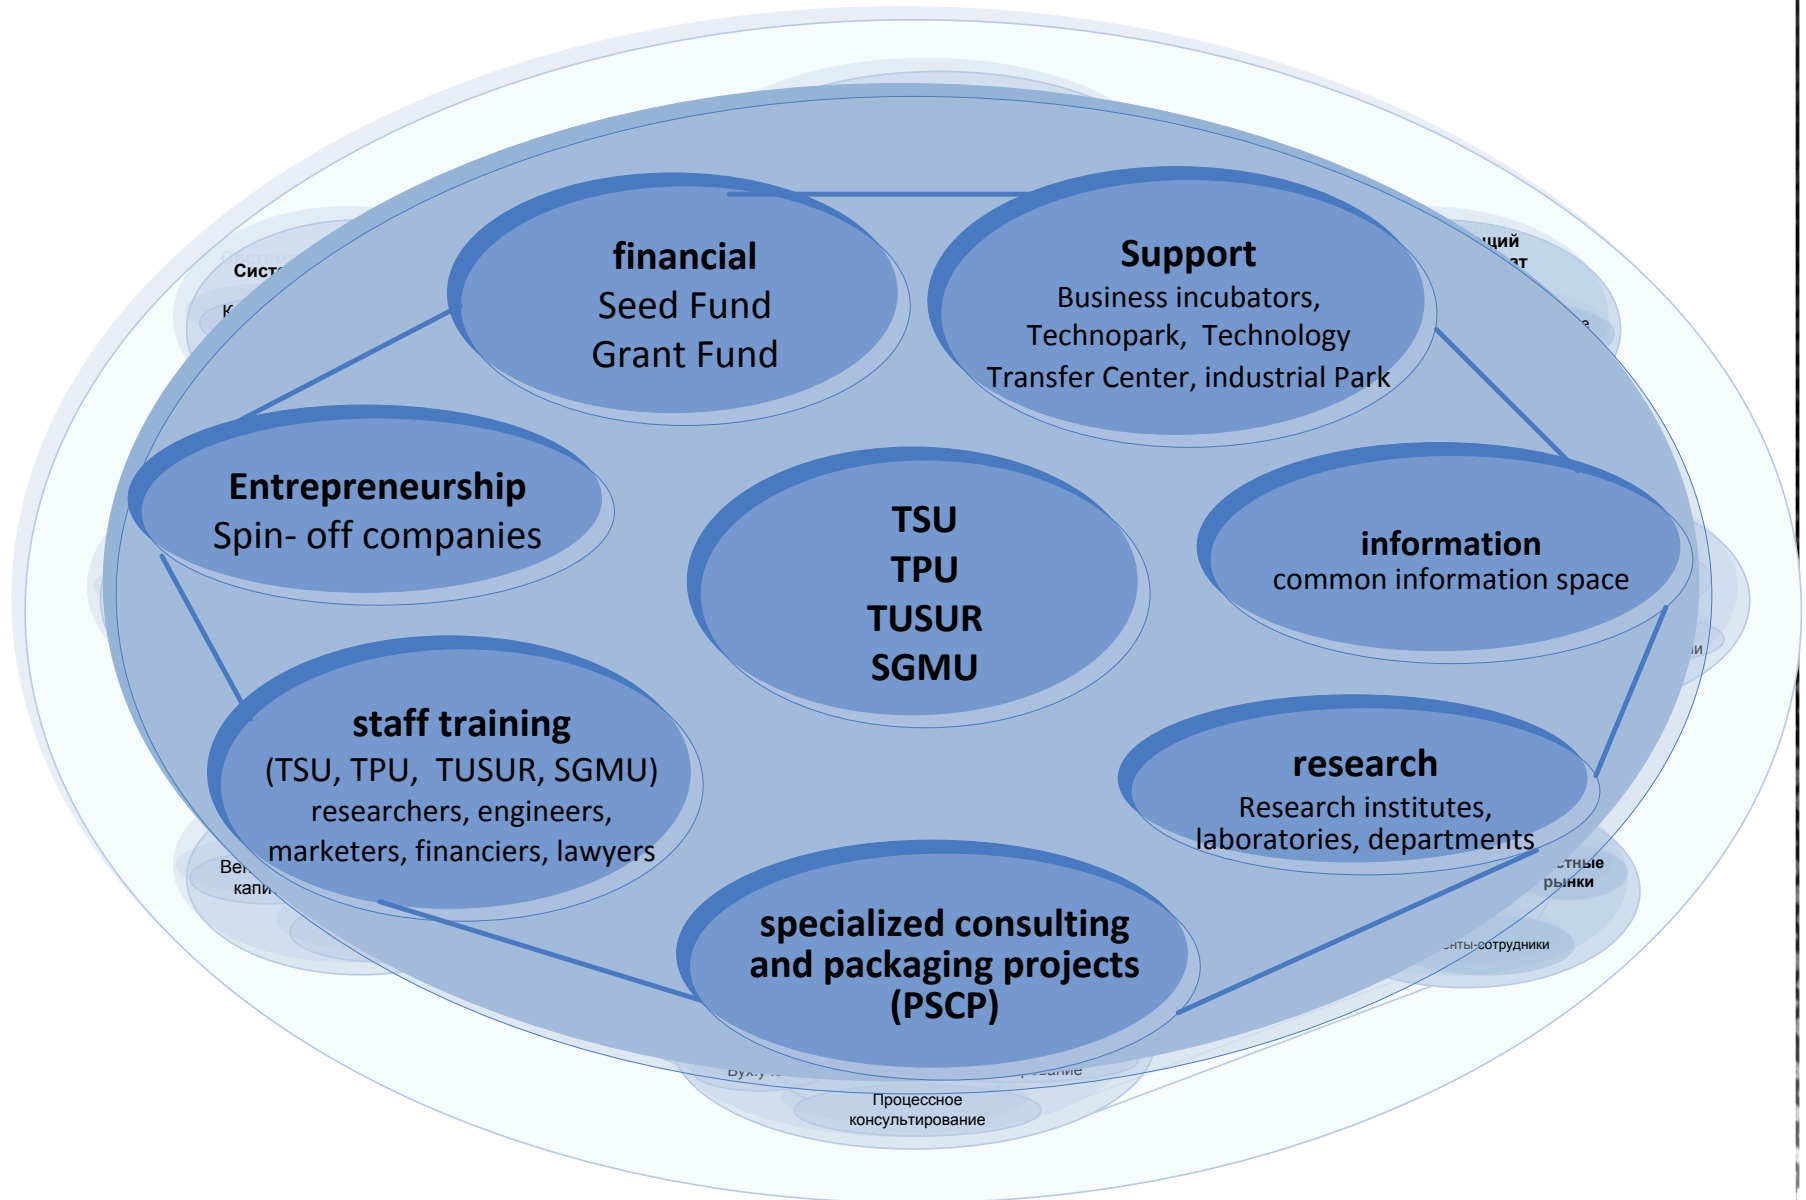 financial
Seed Fund
Grant Fund
Support
Business incubators,
Technopark, Technology
Transfer Center, industrial Park
Entrepreneurship
Spin- off companies
TSU
TPU
TUSUR
SGMU
information
common information space
staff training
(TSU, TPU, TUSUR, SGMU)
researchers, engineers,
marketers, financiers, lawyers
research
Research institutes,
laboratories, departments
specialized consulting
and packaging projects
(PSCP)
рынки
Процессное
консультирование